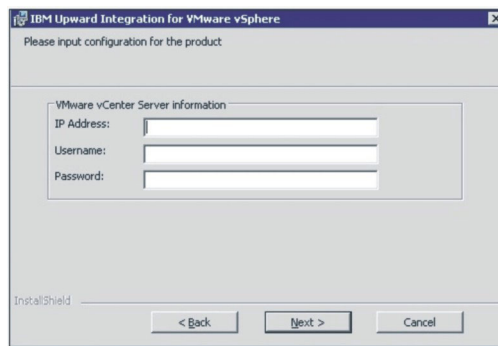 IBM Upward Integration for VMware vSphere
Please input configuration for the product
VMware vCenter Server information
IP Address:
Username:
Password:
InstallShield
< Back
Next >
Cancel